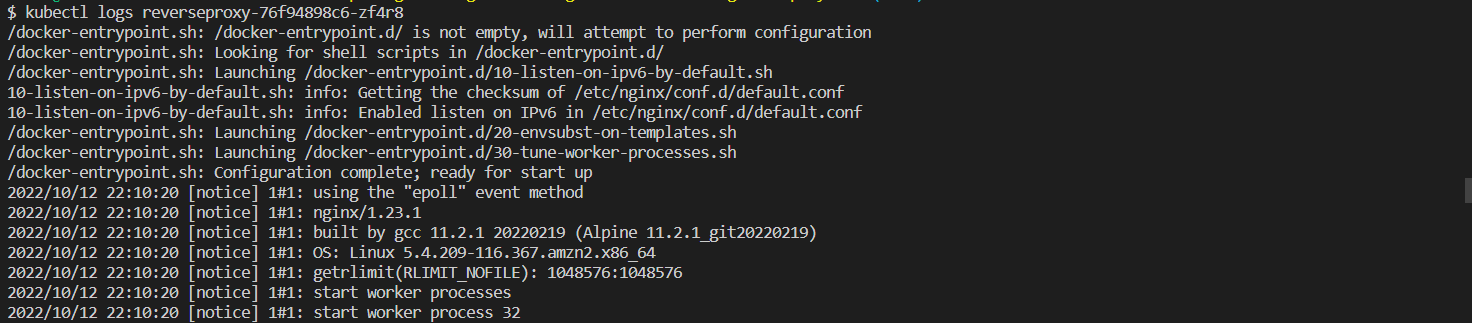 $ kubectl logs reverseproxy-76f94898c6-zf4r8
/docker-entrypoint.sh: /docker-entrypoint.d/ is not empty, will attempt to perform configuration
/docker-entrypoint.sh: Looking for shell scripts in /docker-entrypoint.d/
/docker-entrypoint.sh: Launching /docker-entrypoint.d/10-listen-on-ipv6-by-default.sh
10-listen-on-ipv6-by-default.sh: info: Getting the checksum of /etc/nginx/conf.d/default.conf
10-listen-on-ipv6-by-default.sh: info: Enabled listen on IPv6 in /etc/nginx/conf.d/default.conf
/docker-entrypoint.sh: Launching /docker-entrypoint.d/20-envsubst-on-templates.sh
/docker-entrypoint.sh: Launching /docker-entrypoint.d/30-tune-worker-processes.sh
/docker-entrypoint.sh: Configuration complete; ready for start up
2022/10/12 22:10:20 [notice] 1#1: using the "epoll" event method
2022/10/12 22:10:20 [notice] 1#1: nginx/1.23.1
2022/10/12 22:10:20 [notice] 1#1: built by gcc 11.2.1 20220219 (Alpine 11.2.1_git20220219)
2022/10/12 22:10:20 [notice] 1#1: OS: Linux 5.4.209-116.367.amzn2.x86_64
2022/10/12 22:10:20 [notice] 1#1: getrlimit(RLIMIT_NOFILE): 1048576:1048576
2022/10/12 22:10:20 [notice] 1#1: start worker processes
2022/10/12 22:10:20 [notice] 1#1: start worker process 32